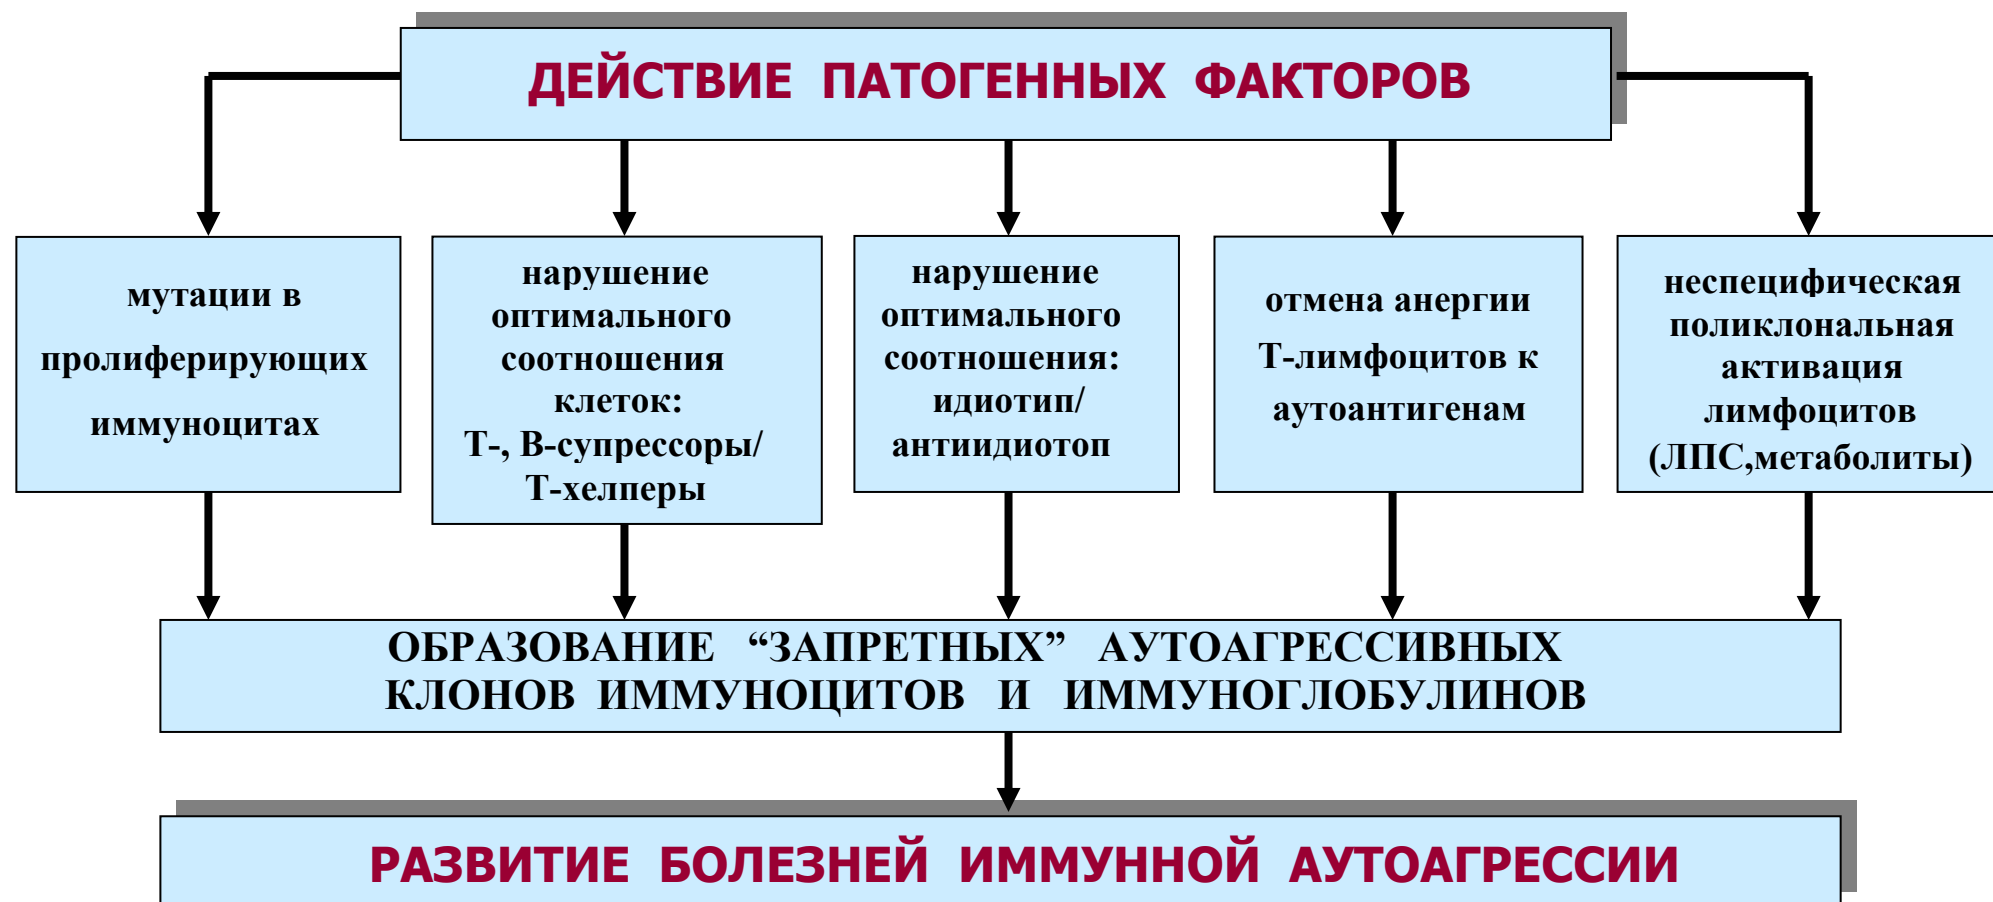 ДЕЙСТВИЕ ПАТОГЕННЫХ ФАКТОРОВ
мутации в
пролиферирующих
иммуноцитах
нарушение
оптимального
соотношения
клеток:
Т-, В-супрессоры/
Т-хелперы
нарушение
оптимального
соотношения:
идиотип/
антиидиотоп
отмена анергии
Т-лимфоцитов к
аутоантигенам
неспецифическая
поликлональная
активация
лимфоцитов
(ЛПС,метаболиты)
ОБРАЗОВАНИЕ “ЗАПРЕТНЫХ” АУТОАГРЕССИВНЫХ
КЛОНОВ ИММУНОЦИТОВ И ИММУНОГЛОБУЛИНОВ
РАЗВИТИЕ БОЛЕЗНЕЙ ИММУННОЙ АУТОАГРЕССИИ